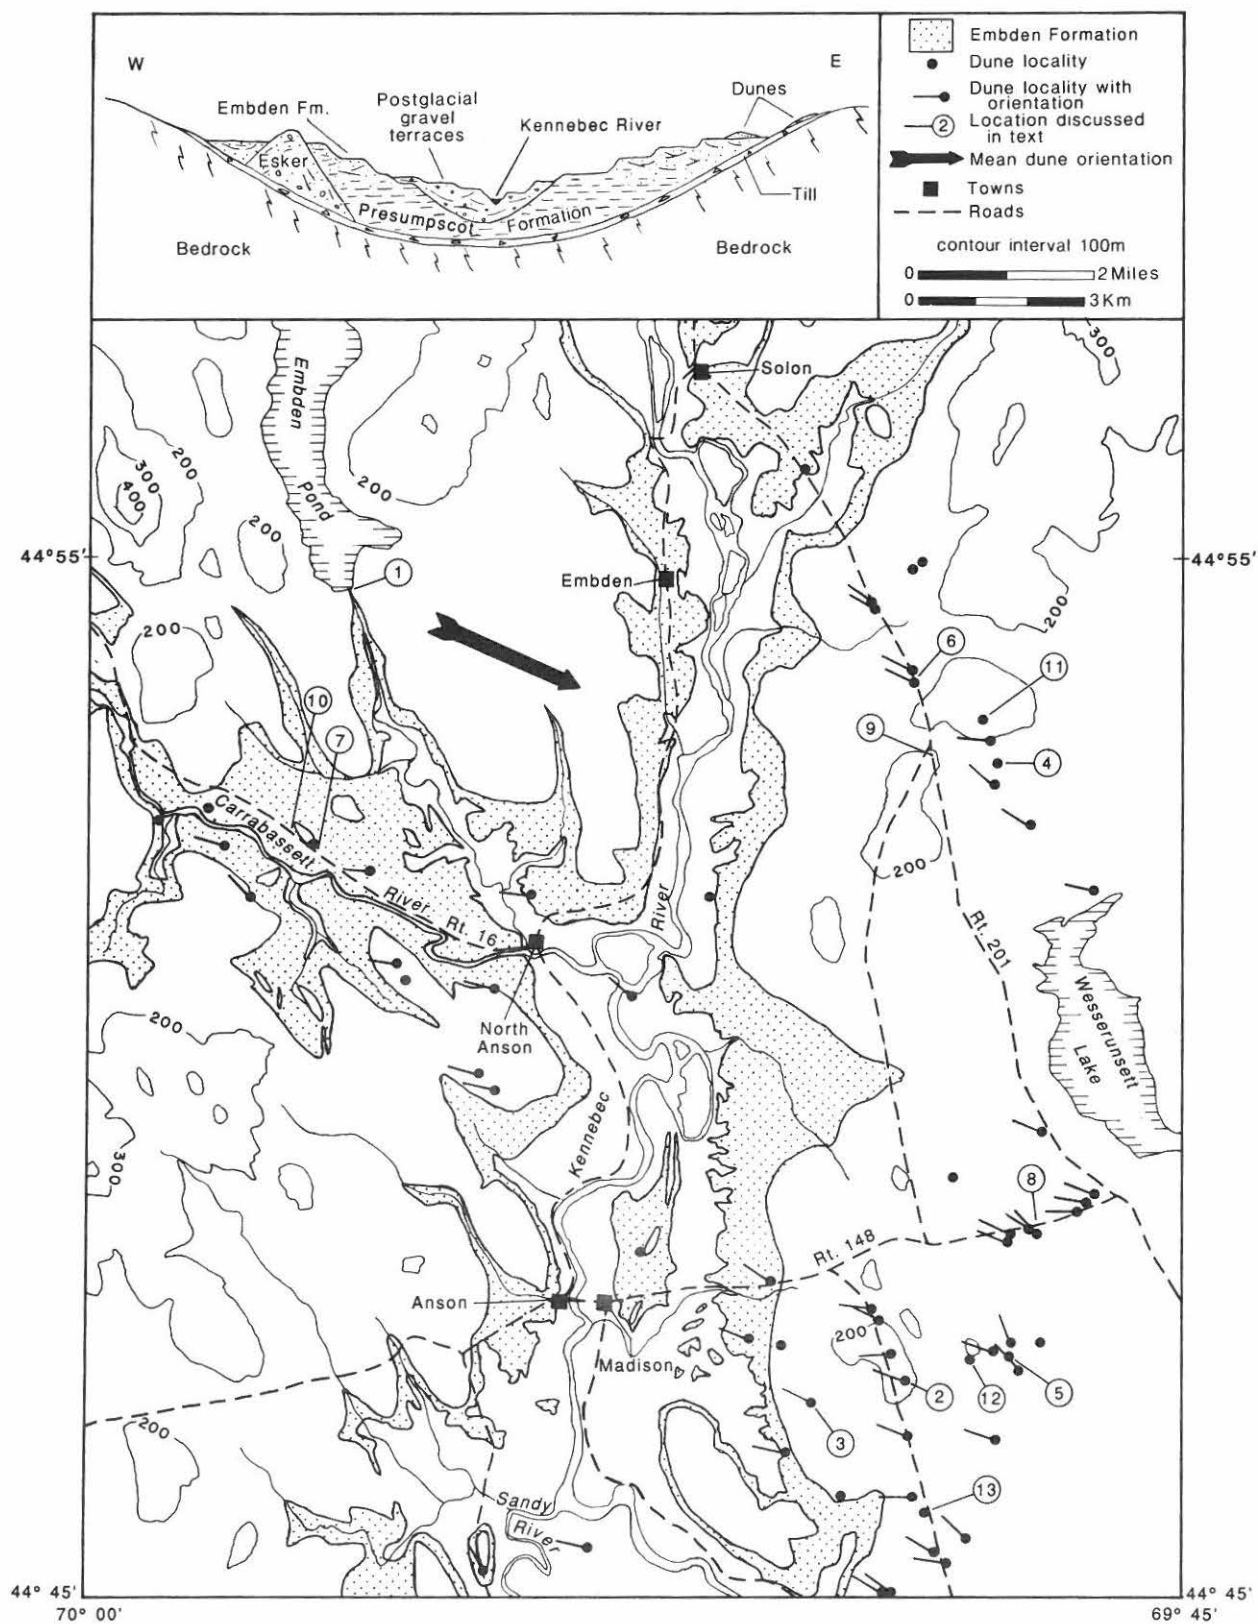 W
E
Embden Fm.
Postglacial
gravel
terraces
Kennebec River
Dunes
Esker
Till
Presumpscot
Formation
Bedrock
Bedrock
Embden Formation
Dune locality
Dune locality with
orientation
2
Location discussed
in text
Mean dune orientation
Towns
Roads
contour interval 100m
0
2 Miles
0
3 Km
Embden
Pond
Solon
300
200
300
400
200
200
200
44°55'
44°55'
1
Embden
200
6
11
10
7
9
4
Carrabassett
River
Rt. 16
River
200
Rt. 201
Wesserunsett
Lake
North
Anson
200
Kennebec
300
8
Rt. 148
Anson
Madison
200
2
12
5
3
200
13
Sandy
River
44° 45'
44° 45'
70° 00'
69° 45'